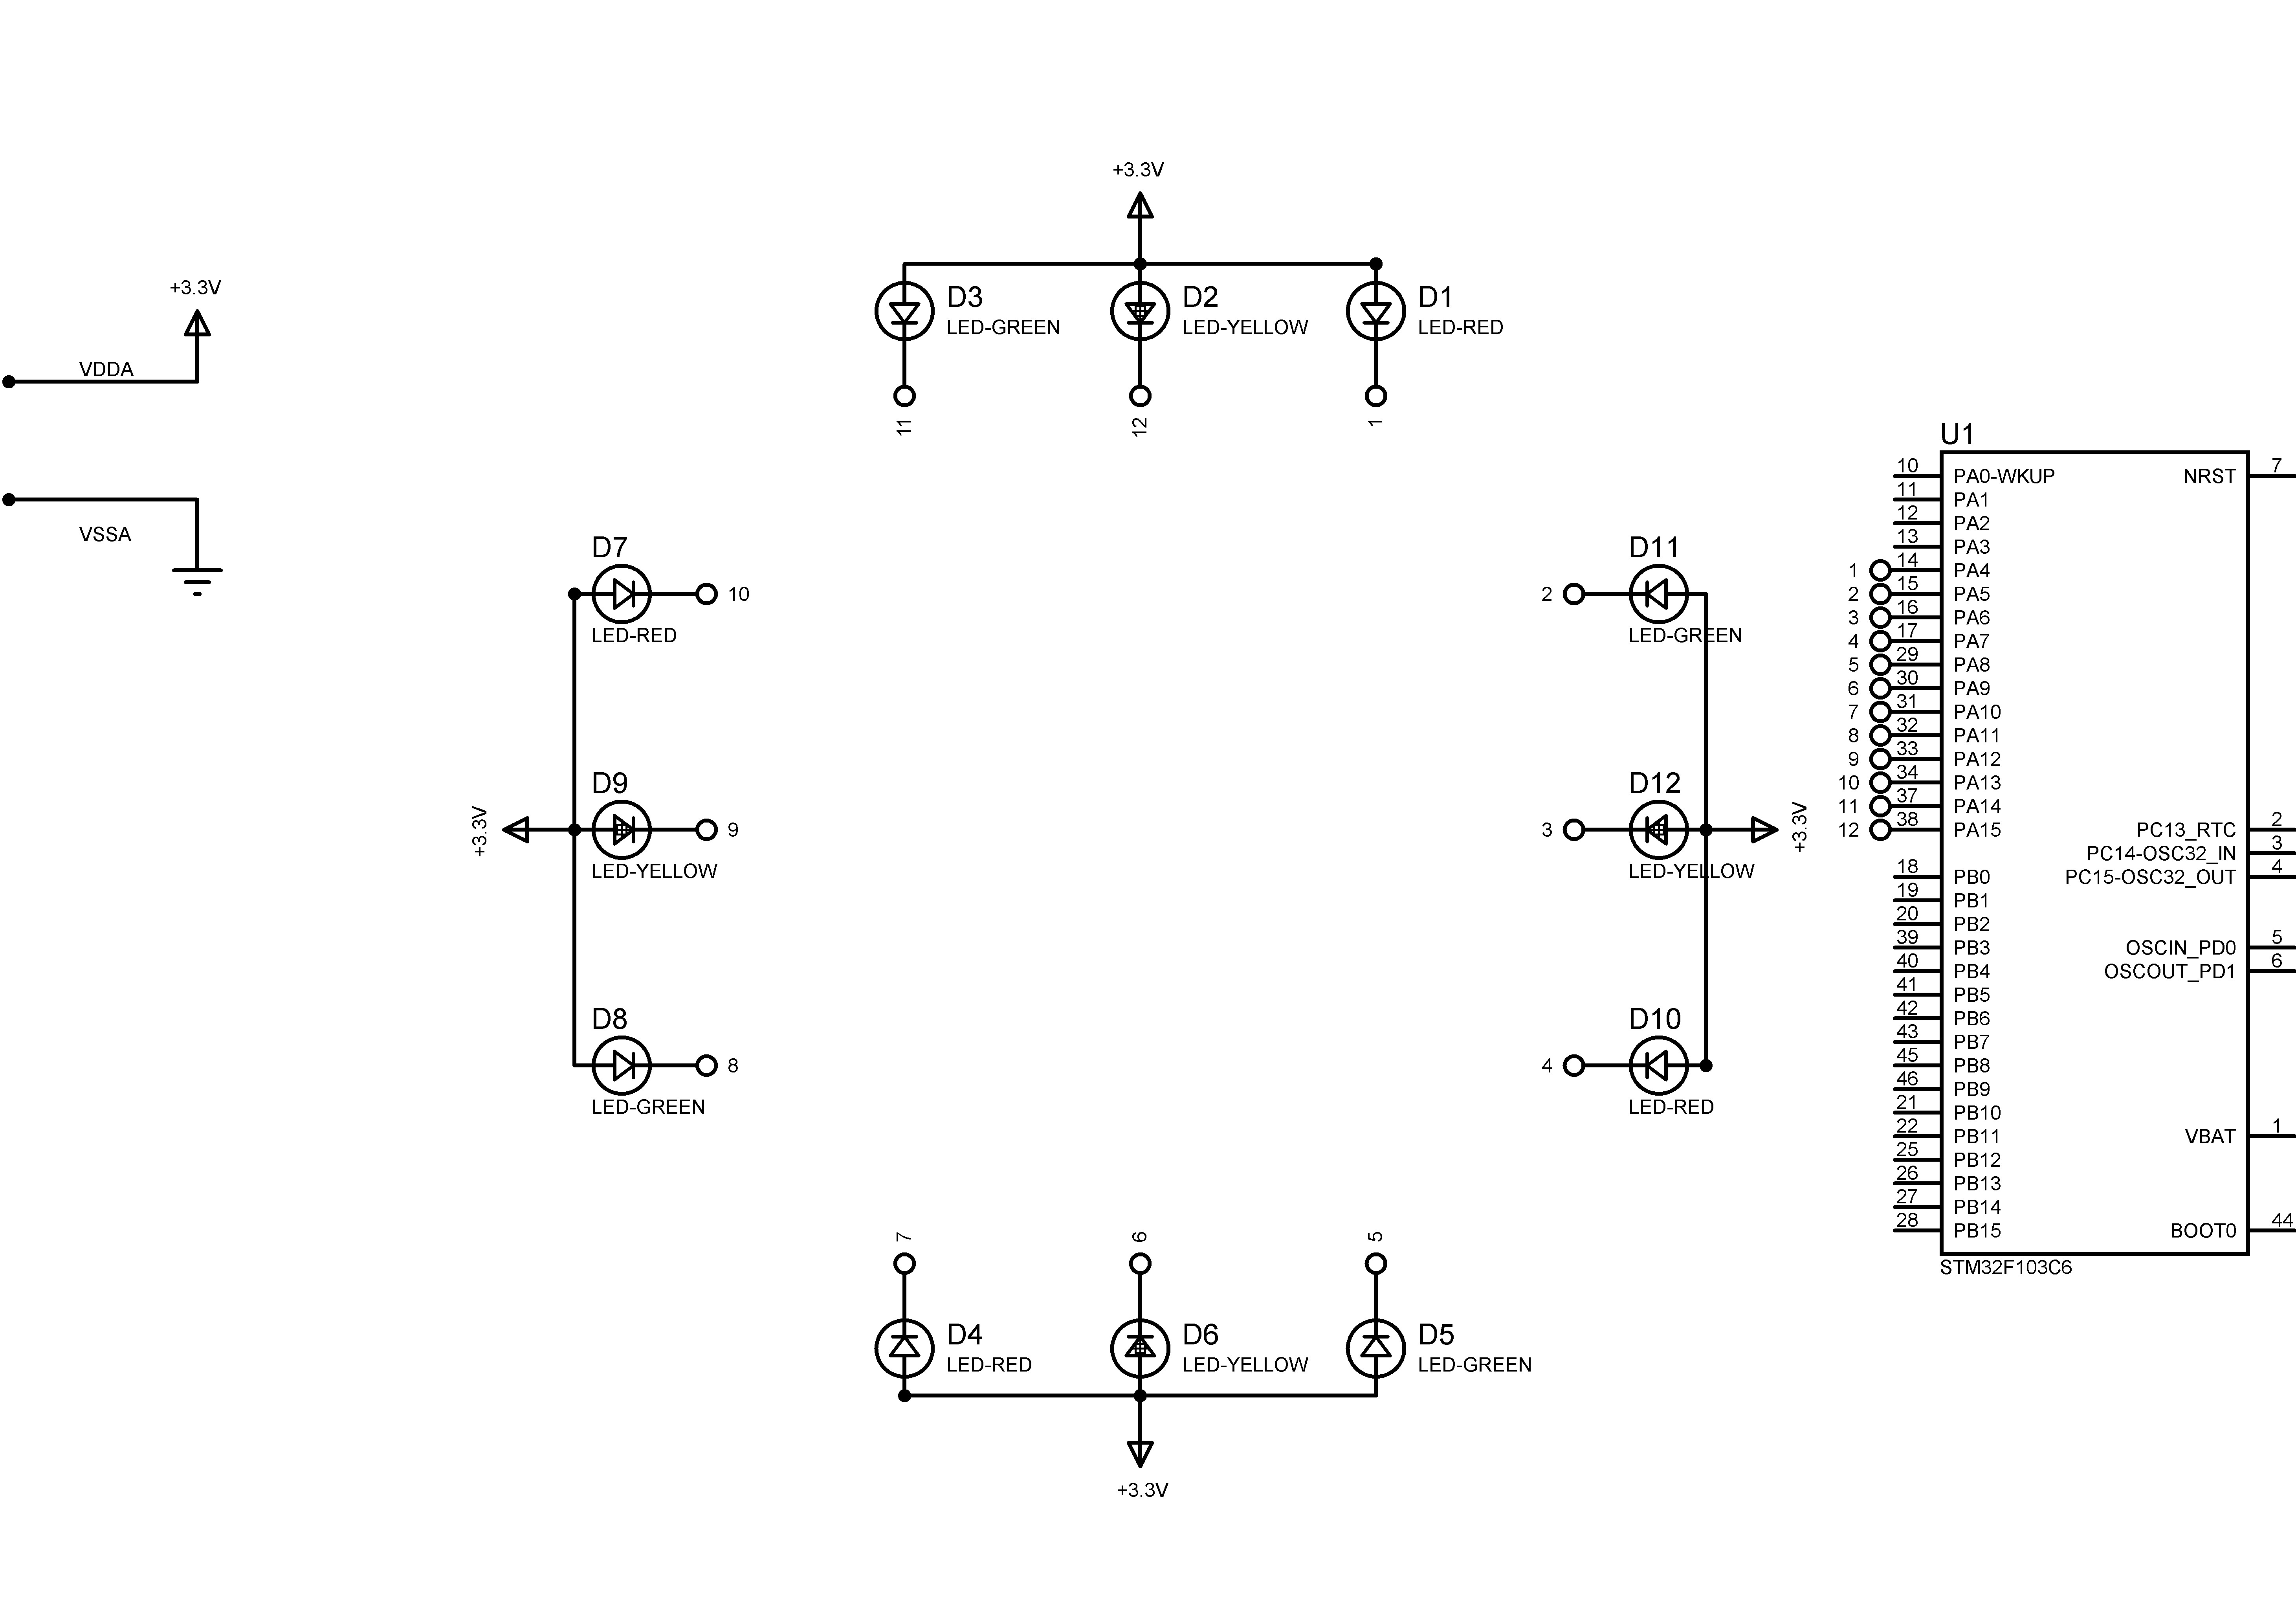 +3.3V
D3
LED-GREEN
D2
LED-YELLOW
D1
LED-RED
11
12
1
+3.3V
VDDA
VSSA
D7
LED-RED
10
D9
LED-YELLOW
9
+3.3V
D8
LED-GREEN
8
D11
LED-GREEN
2
D12
LED-YELLOW
3
+3.3V
D10
LED-RED
4
7
6
5
D4
LED-RED
D6
LED-YELLOW
D5
LED-GREEN
+3.3V
U1
10 PA0-WKUP NRST 7
11 PA1
12 PA2
13 PA3
1 14 PA4
2 15 PA5
3 16 PA6
4 17 PA7
5 29 PA8
6 30 PA9
7 31 PA10
8 32 PA11
9 33 PA12
10 34 PA13
11 37 PA14
12 38 PA15 PC13_RTC 2
PC14-OSC32_IN 3
18 PB0 PC15-OSC32_OUT 4
19 PB1
20 PB2
39 PB3 OSCIN_PD0 5
40 PB4 OSCOUT_PD1 6
41 PB5
42 PB6
43 PB7
45 PB8
46 PB9
21 PB10
22 PB11 VBAT 1
25 PB12
26 PB13
27 PB14
28 PB15 BOOT0 44
STM32F103C6